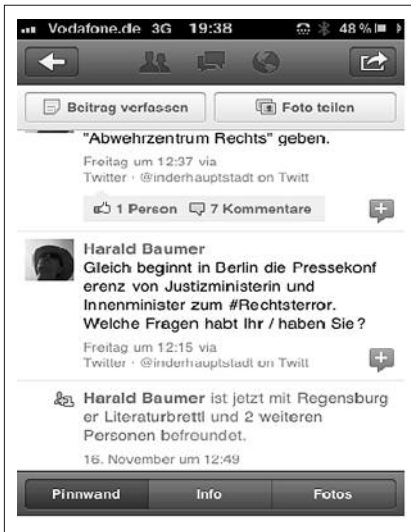 Vodafone.de 3G 19:38 48 %
Beitrag verfassen Foto teilen
"Abwehrzentrum Rechts" geben.
Freitag um 12:37 via
Twitter · @inderhauptstadt on Twitt
1 Person 7 Kommentare
Harald Baumer
Gleich beginnt in Berlin die Pressekonf
erenz von Justizministerin und
Innenminister zum #Rechtsterror.
Welche Fragen habt Ihr / haben Sie?
Freitag um 12:15 via
Twitter · @inderhauptstadt on Twitt
Harald Baumer ist jetzt mit Regensburg
er Literaturbrettl und 2 weiteren
Personen befreundet.
16. November um 12:49
Pinnwand Info Fotos